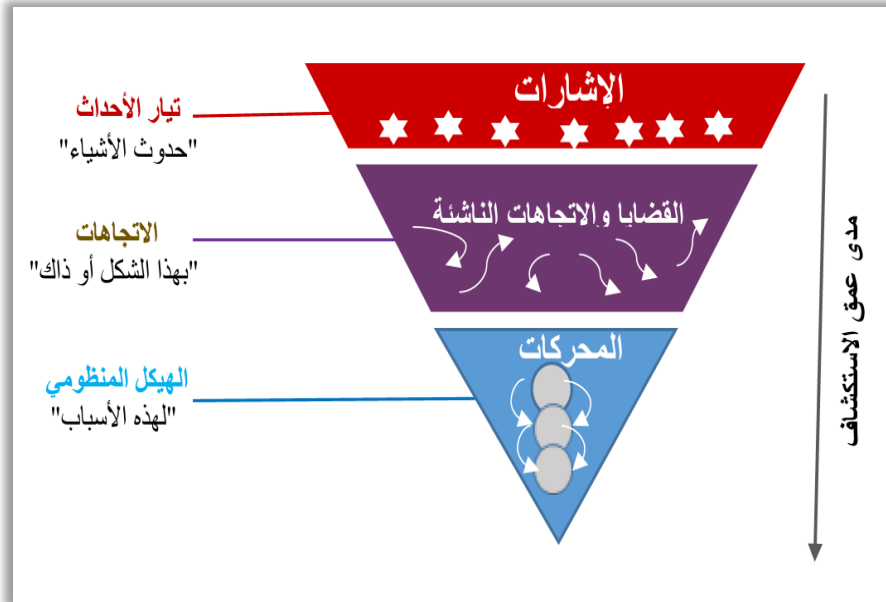 الإشارات
تيار الأحداث
"حدوث الأشياء"
القضايا والاتجاهات الناشئة
الاتجاهات
"بهذا الشكل أو ذاك"
المحركات
الهيكل المنظومي
"لهذه الأسباب"
مدى عمق الاستكشاف